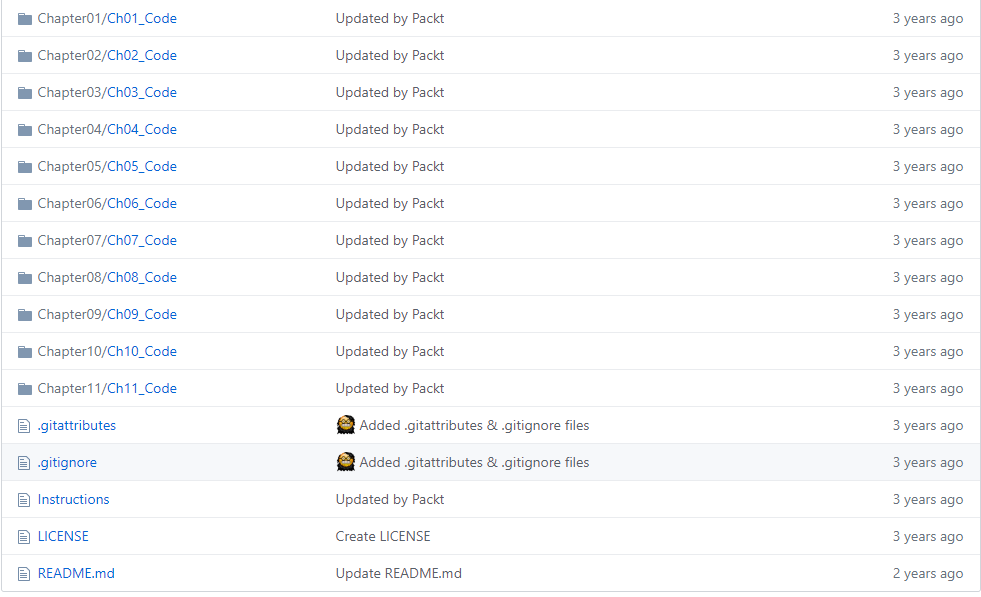 Chapter01/Ch01_Code Updated by Packt 3 years ago
Chapter02/Ch02_Code Updated by Packt 3 years ago
Chapter03/Ch03_Code Updated by Packt 3 years ago
Chapter04/Ch04_Code Updated by Packt 3 years ago
Chapter05/Ch05_Code Updated by Packt 3 years ago
Chapter06/Ch06_Code Updated by Packt 3 years ago
Chapter07/Ch07_Code Updated by Packt 3 years ago
Chapter08/Ch08_Code Updated by Packt 3 years ago
Chapter09/Ch09_Code Updated by Packt 3 years ago
Chapter10/Ch10_Code Updated by Packt 3 years ago
Chapter11/Ch11_Code Updated by Packt 3 years ago
.gitattributes Added .gitattributes & .gitignore files 3 years ago
.gitignore Added .gitattributes & .gitignore files 3 years ago
Instructions Updated by Packt 3 years ago
LICENSE Create LICENSE 3 years ago
README.md Update README.md 2 years ago